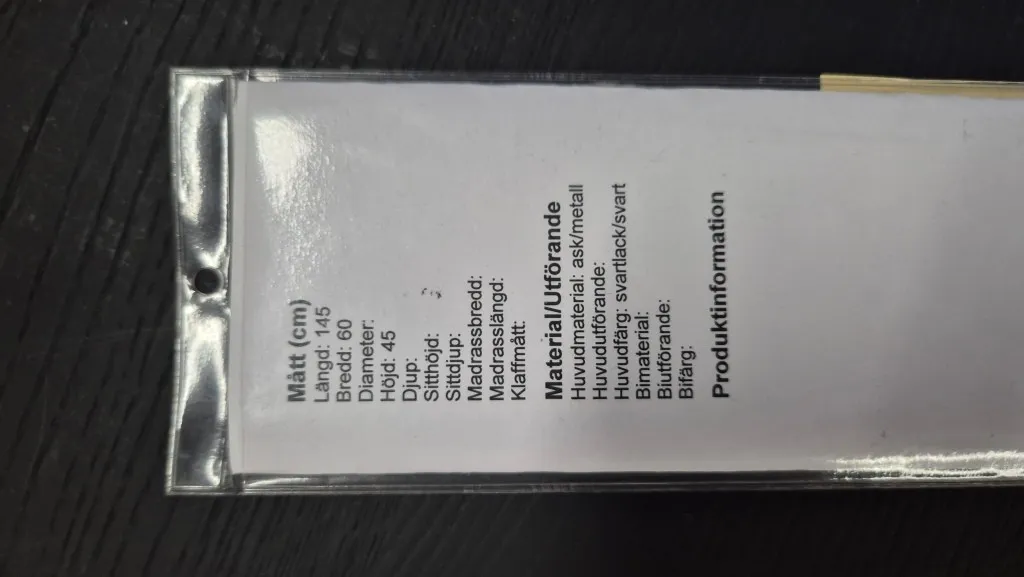 Mått (cm)
Längd: 145
Bredd: 60
Diameter:
Höjd: 45
Djup:
Sitthöjd:
Sittdjup:
Madrassbredd:
Madrasslängd:
Klaffmått:
Material/Utförande
Huvudmaterial: ask/metall
Huvudutförande:
Huvudfärg: svartlack/svart
Bimaterial:
Biutförande:
Bifärg:
Produktinformation